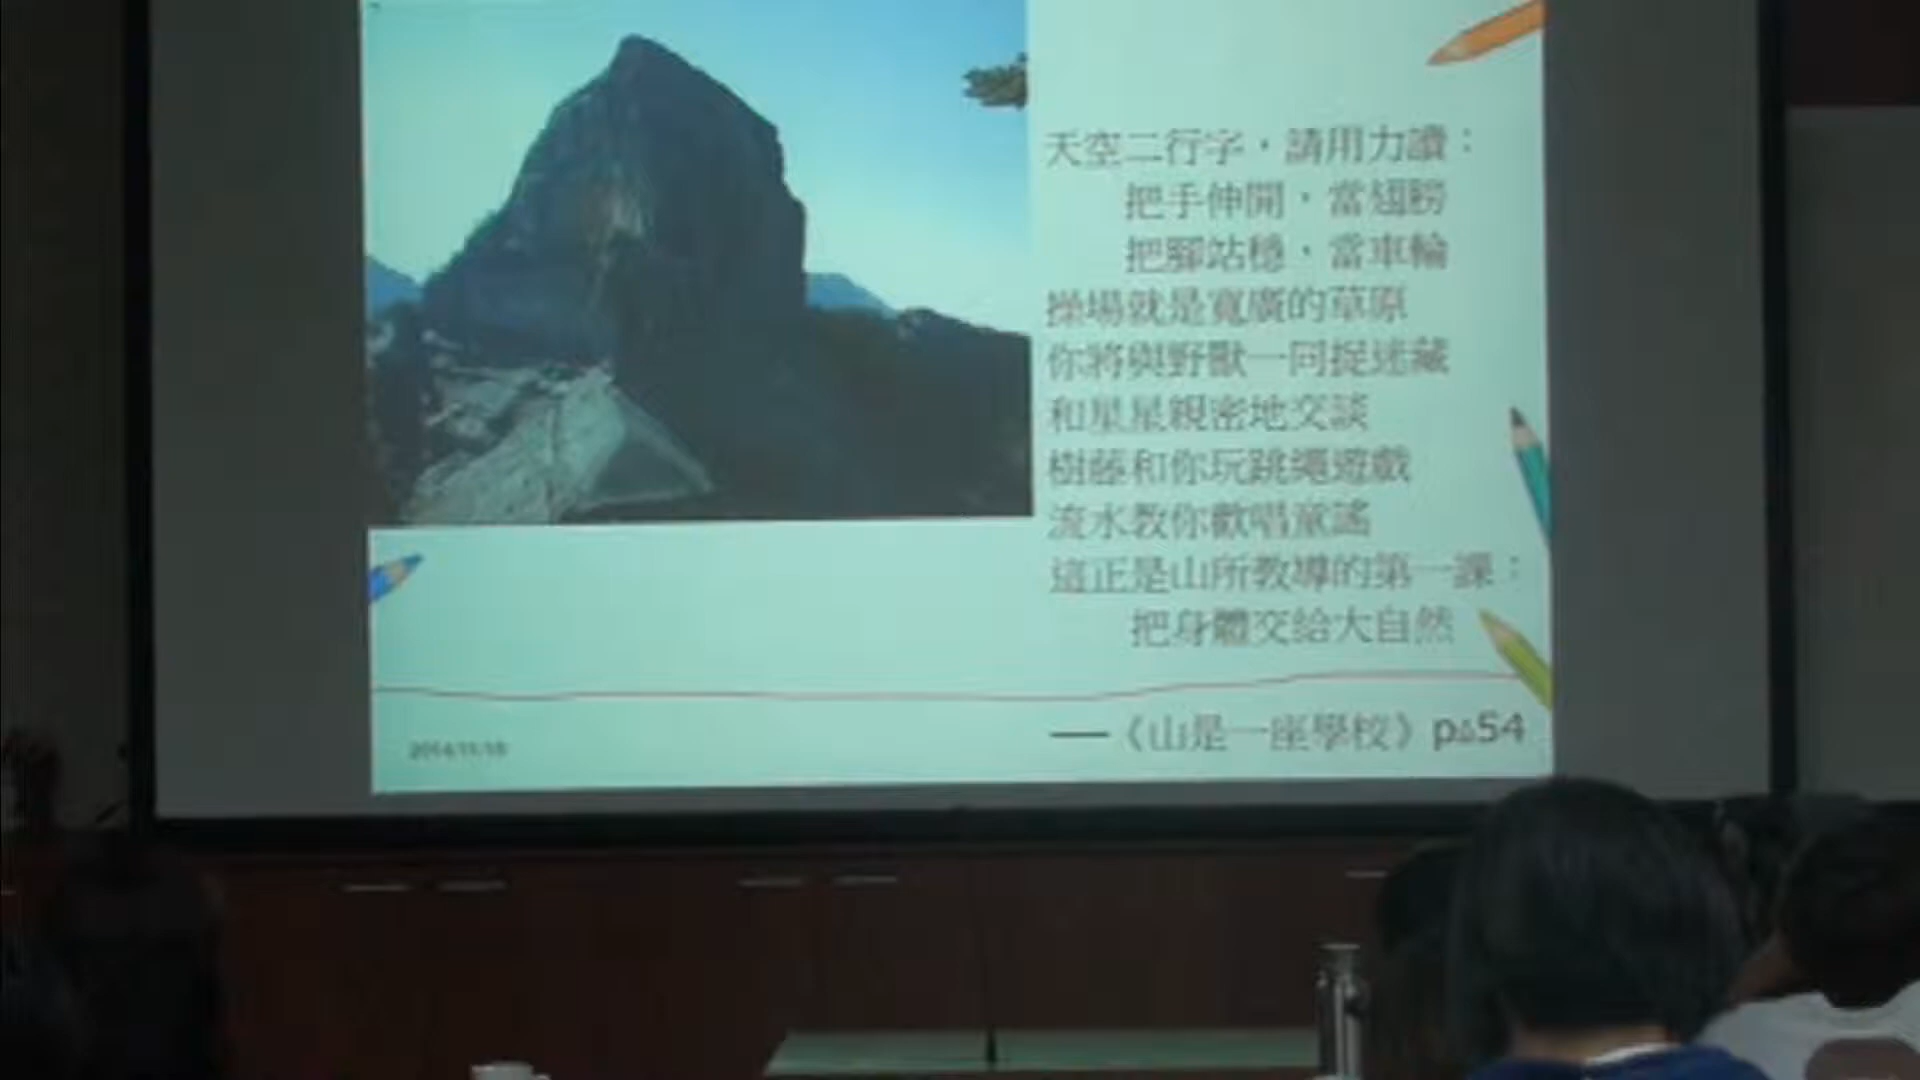 天空二行字，請用力讀：
把手伸開，當翅膀
把腳站穩，當車輪
操場就是寬廣的草原
你將與野獸一同捉迷藏
和星星親密地交談
樹藤和你玩跳繩遊戲
流水教你歡唱童謠
這正是山所教導的第一課：
把身體交給大自然
——《山是一座學校》p.54